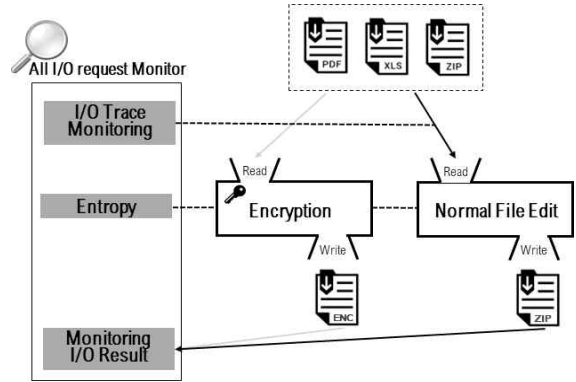 PDF
XLS
ZIP
All I/O request Monitor
I/O Trace
Monitoring
Read
Read
Entropy
Encryption
Normal File Edit
Write
Write
ENC
ZIP
Monitoring
I/O Result